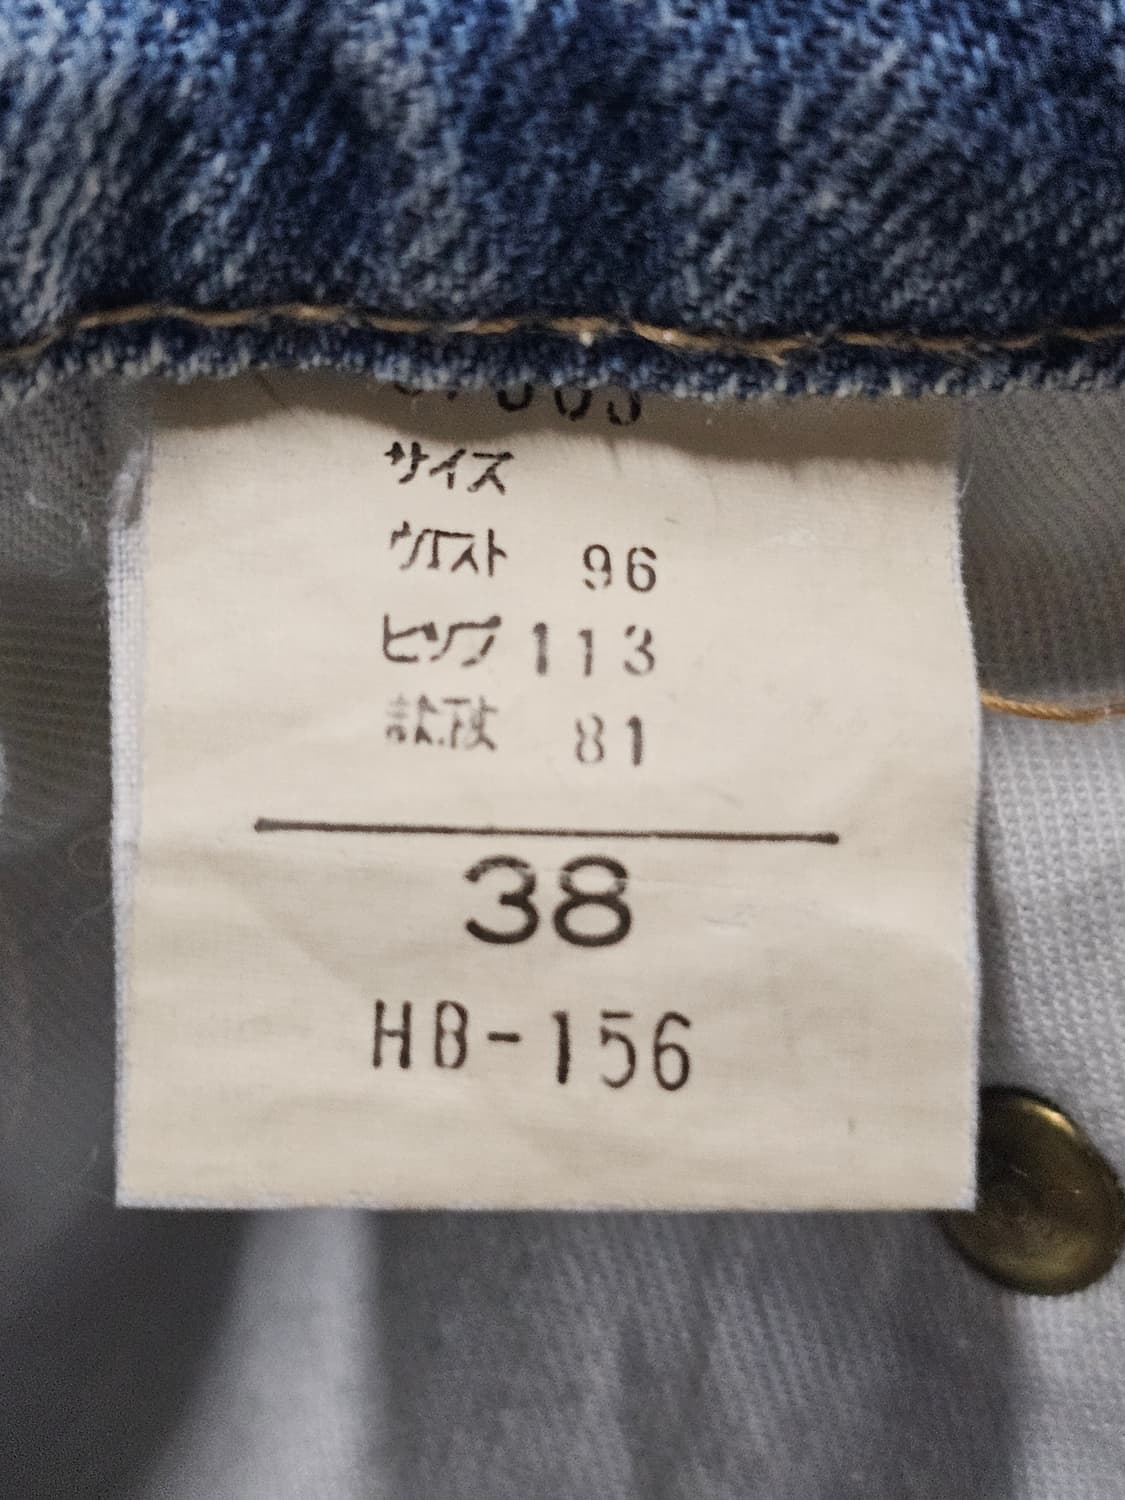 サイズ
ウエスト 96
ヒップ 113
股下 81
38
HB-156